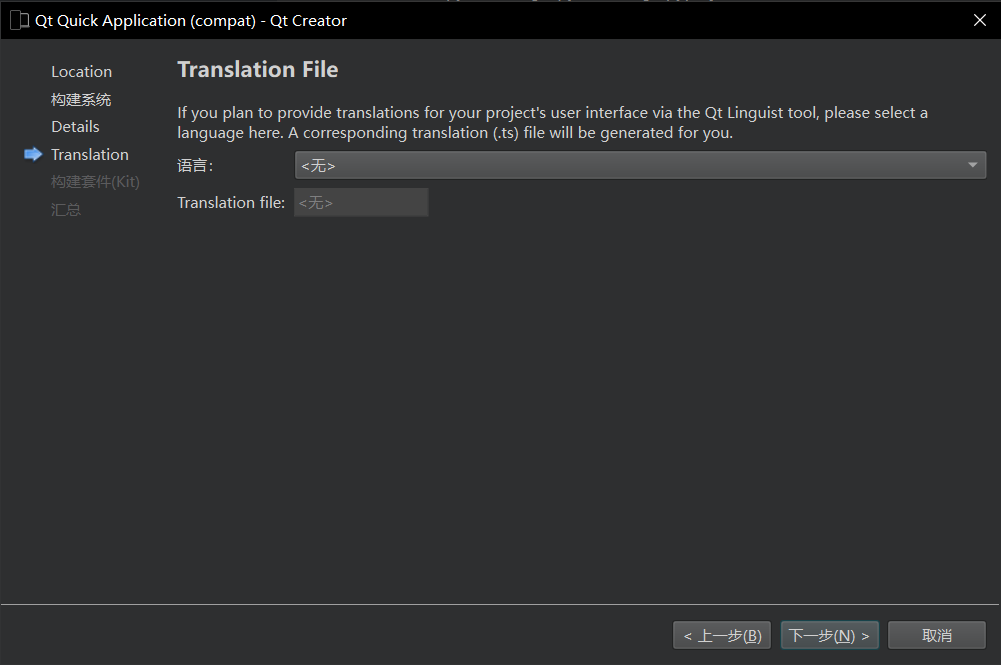 Qt Quick Application (compat) - Qt Creator
Location
构建系统
Details
Translation
构建套件(Kit)
汇总
Translation File
If you plan to provide translations for your project's user interface via the Qt Linguist tool, please select a
language here. A corresponding translation (.ts) file will be generated for you.
语言：
<无>
Translation file:
<无>
< 上一步(B)
下一步(N) >
取消